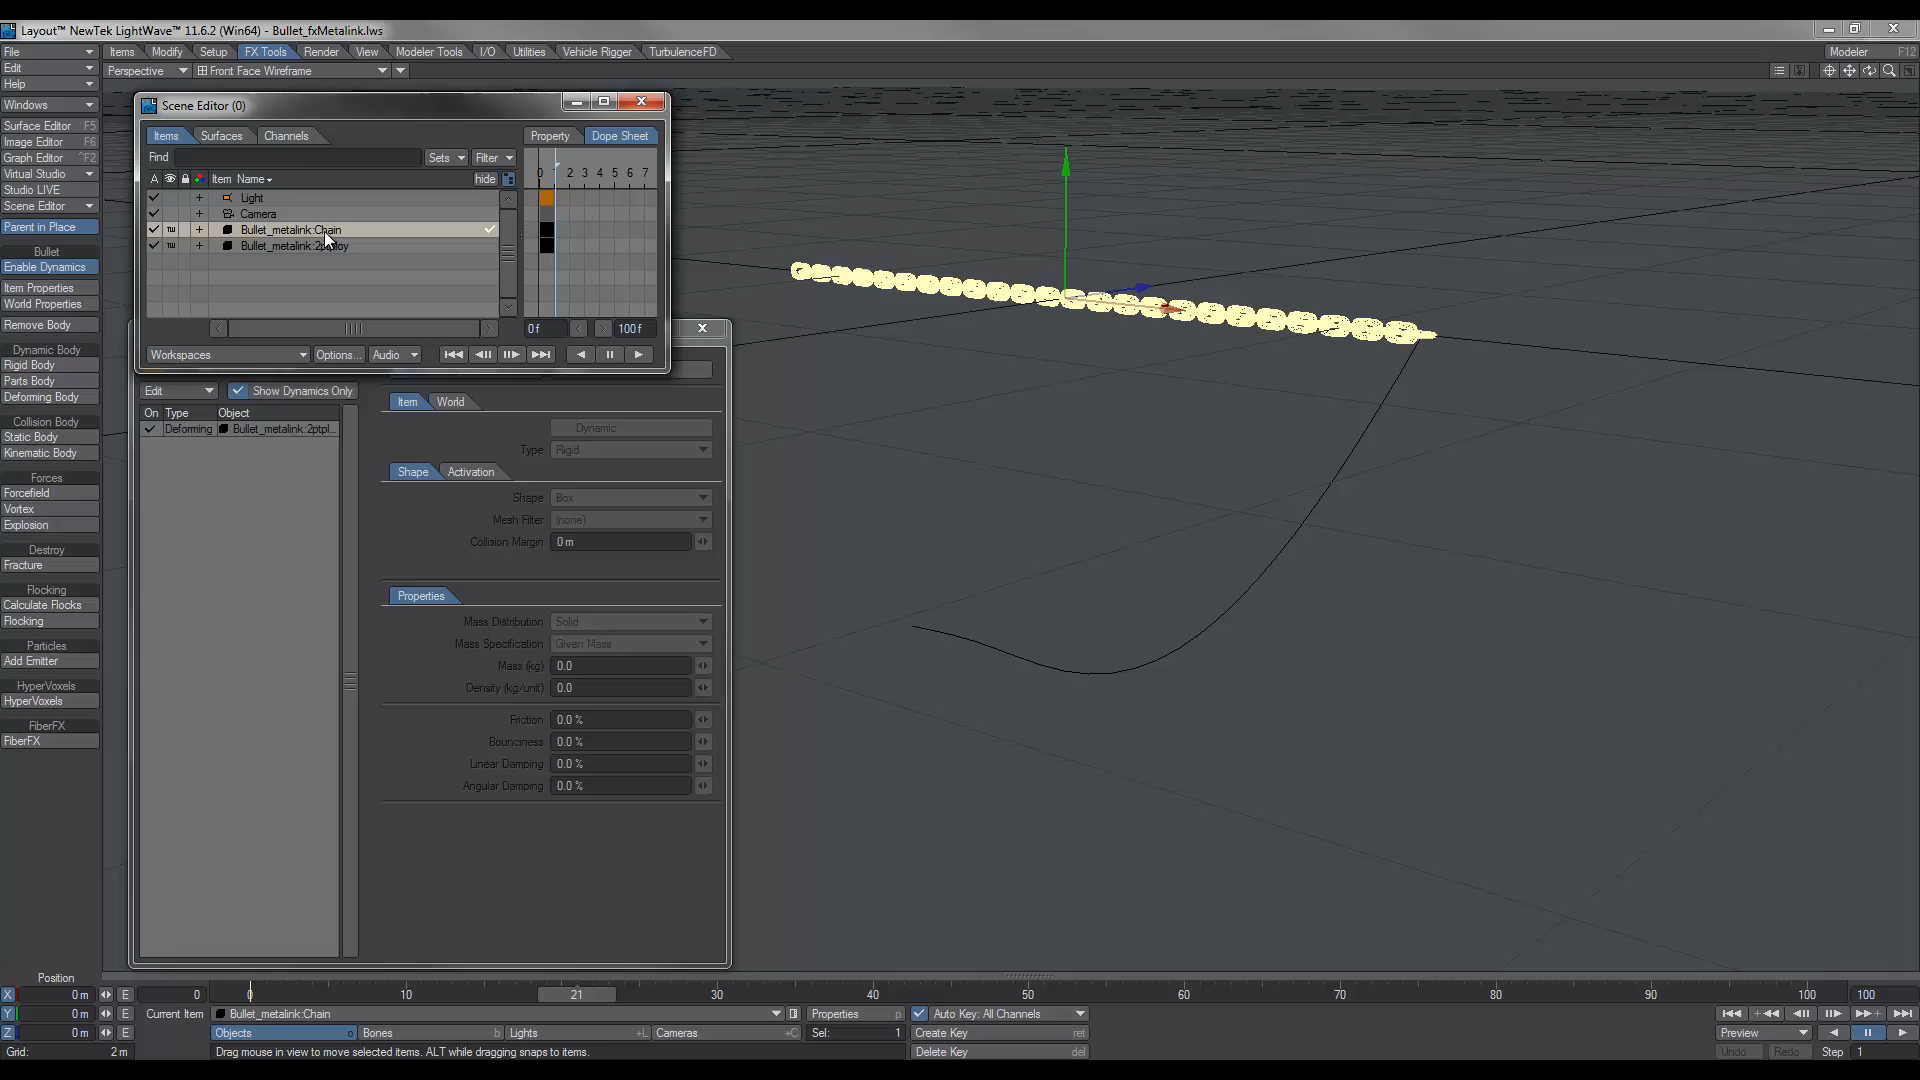 Layout™ NewTek LightWave™ 11.6.2 (Win64) - Bullet_fxMetalink.lws
File
Items Modify Setup FX Tools Render View Modeler Tools I/O Utilities Vehicle Rigger TurbulenceFD
Modeler F12
Edit
Perspective Front Face Wireframe
Help
Windows
Surface Editor F5
Image Editor F6
Graph Editor ^F2
Virtual Studio
Studio LIVE
Scene Editor
Parent in Place
Bullet
Enable Dynamics
Item Properties
World Properties
Remove Body
Dynamic Body
Rigid Body
Parts Body
Deforming Body
Collision Body
Static Body
Kinematic Body
Forces
Forcefield
Vortex
Explosion
Destroy
Fracture
Flocking
Calculate Flocks
Flocking
Particles
Add Emitter
HyperVoxels
HyperVoxels
FiberFX
FiberFX
Scene Editor (0)
Items Surfaces Channels
Property Dope Sheet
Find
Sets Filter
0 2 3 4 5 6 7
A Item Name hide
+ Light
+ Camera
+ Bullet_metalink:Chain
+ Bullet_metalink:2
0 f 100 f
Workspaces Options... Audio
Edit Show Dynamics Only
On Type Object
Deforming Bullet_metalink:2ptpl...
Item World
Dynamic
Type Rigid
Shape Activation
Shape Box
Mesh Filter (none)
Collision Margin 0 m
Properties
Mass Distribution Solid
Mass Specification Given Mass
Mass (kg) 0.0
Density (kg/unit) 0.0
Friction 0.0 %
Bounciness 0.0 %
Linear Damping 0.0 %
Angular Damping 0.0 %
Position
X 0 m E 0
0 10 21 30 40 50 60 70 80 90 100 100
Y 0 m E Current Item Bullet_metalink:Chain Properties p Auto Key: All Channels
Z 0 m E Objects o Bones b Lights +L Cameras +C Sel: 1 Create Key ret Preview
Grid: 2 m Drag mouse in view to move selected items. ALT while dragging snaps to items. Delete Key del Undo Redo Step 1